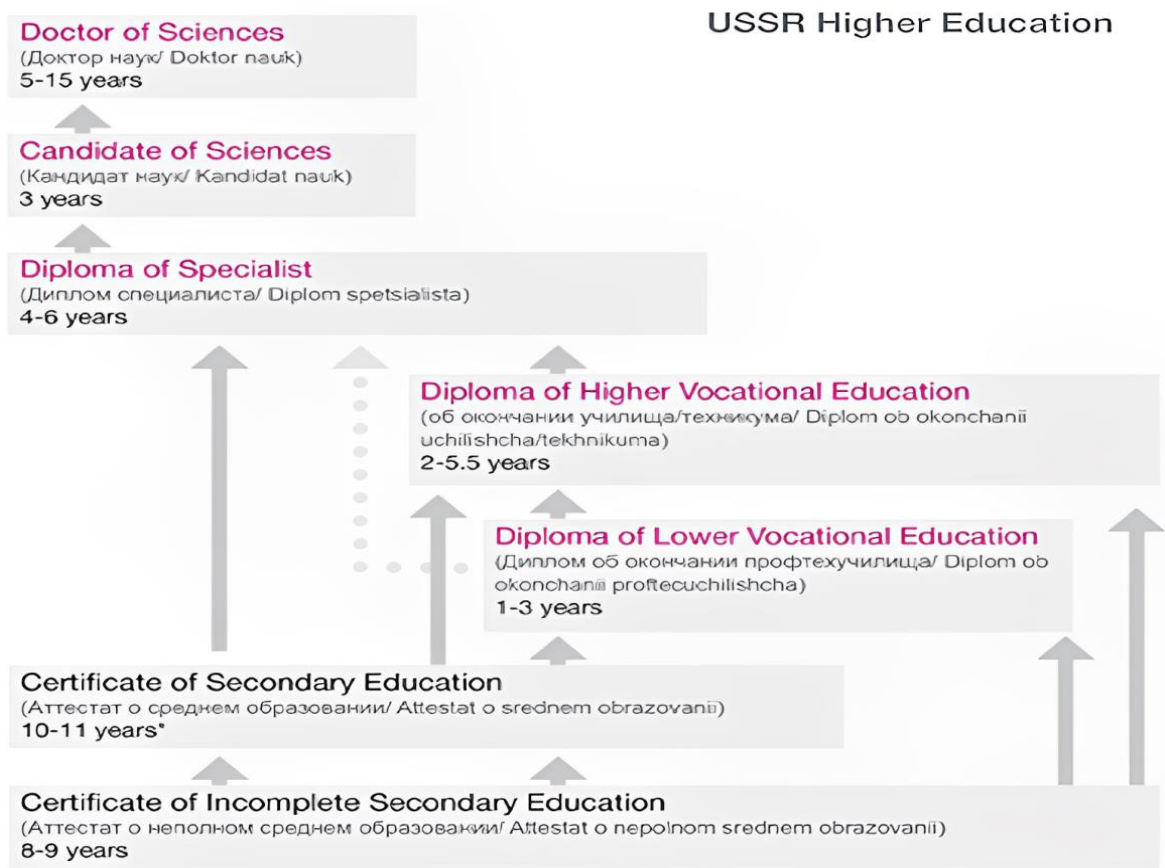 USSR Higher Education
Doctor of Sciences
(Доктор наук/ Doktor nauk)
5-15 years
Candidate of Sciences
(Кандидат наук/ Kandidat nauk)
3 years
Diploma of Specialist
(Диплом специалиста/ Diplom spetsialista)
4-6 years
Diploma of Higher Vocational Education
(об окончании училища/техникума/ Diplom ob okonchanii
uchilishcha/tekhnikuma)
2-5.5 years
Diploma of Lower Vocational Education
(Диплом об окончании профтехучилища/ Diplom ob
okonchanii proftecuchilishcha)
1-3 years
Certificate of Secondary Education
(Аттестат о среднем образовании/ Attestat o srednem obrazovanii)
10-11 years*
Certificate of Incomplete Secondary Education
(Аттестат о неполном среднем образовании/ Attestat o nepolnom srednem obrazovanii)
8-9 years